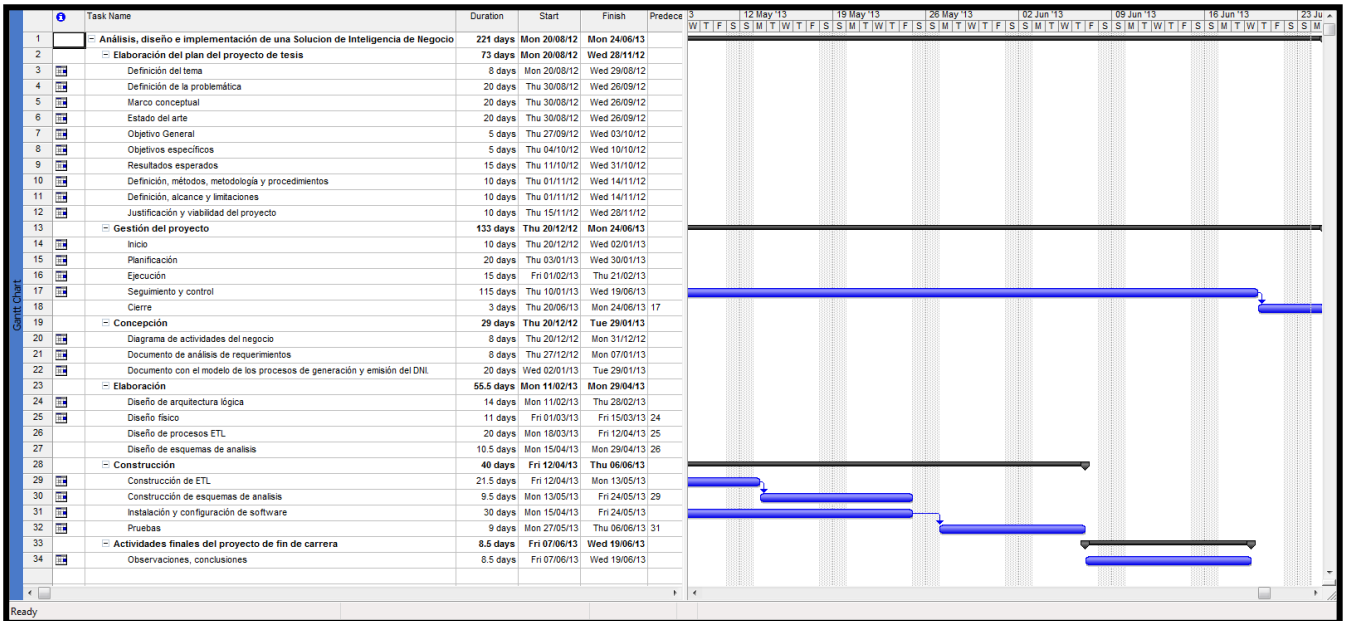 Task Name Duration Start Finish Predece 3 12 May '13 19 May '13 26 May '13 02 Jun '13 09 Jun '13 16 Jun '13 23 Ju
W T F S S M T W T F S S M T W T F S S M T W T F S S M T W T F S S M T W T F S S M T W T F S S M
1 Análisis, diseño e implementación de una Solucion de Inteligencia de Negocio 221 days Mon 20/08/12 Mon 24/06/13
2 Elaboración del plan del proyecto de tesis 73 days Mon 20/08/12 Wed 28/11/12
3 Definición del tema 8 days Mon 20/08/12 Wed 29/08/12
4 Definición de la problemática 20 days Thu 30/08/12 Wed 26/09/12
5 Marco conceptual 20 days Thu 30/08/12 Wed 26/09/12
6 Estado del arte 20 days Thu 30/08/12 Wed 26/09/12
7 Objetivo General 5 days Thu 27/09/12 Wed 03/10/12
8 Objetivos específicos 5 days Thu 04/10/12 Wed 10/10/12
9 Resultados esperados 15 days Thu 11/10/12 Wed 31/10/12
10 Definición, métodos, metodología y procedimientos 10 days Thu 01/11/12 Wed 14/11/12
11 Definición, alcance y limitaciones 10 days Thu 01/11/12 Wed 14/11/12
12 Justificación y viabilidad del proyecto 10 days Thu 15/11/12 Wed 28/11/12
13 Gestión del proyecto 133 days Thu 20/12/12 Mon 24/06/13
14 Inicio 10 days Thu 20/12/12 Wed 02/01/13
15 Planificación 20 days Thu 03/01/13 Wed 30/01/13
16 Ejecución 15 days Fri 01/02/13 Thu 21/02/13
17 Seguimiento y control 115 days Thu 10/01/13 Wed 19/06/13
18 Cierre 3 days Thu 20/06/13 Mon 24/06/13 17
19 Concepción 29 days Thu 20/12/12 Tue 29/01/13
20 Diagrama de actividades del negocio 8 days Thu 20/12/12 Mon 31/12/12
21 Documento de análisis de requerimientos 8 days Thu 27/12/12 Mon 07/01/13
22 Documento con el modelo de los procesos de generación y emisión del DNI. 20 days Wed 02/01/13 Tue 29/01/13
23 Elaboración 55.5 days Mon 11/02/13 Mon 29/04/13
24 Diseño de arquitectura lógica 14 days Mon 11/02/13 Thu 28/02/13
25 Diseño físico 11 days Fri 01/03/13 Fri 15/03/13 24
26 Diseño de procesos ETL 20 days Mon 18/03/13 Fri 12/04/13 25
27 Diseño de esquemas de analisis 10.5 days Mon 15/04/13 Mon 29/04/13 26
28 Construcción 40 days Fri 12/04/13 Thu 06/06/13
29 Construcción de ETL 21.5 days Fri 12/04/13 Mon 13/05/13
30 Construcción de esquemas de analisis 9.5 days Mon 13/05/13 Fri 24/05/13 29
31 Instalación y configuración de software 30 days Mon 15/04/13 Fri 24/05/13
32 Pruebas 9 days Mon 27/05/13 Thu 06/06/13 31
33 Actividades finales del proyecto de fin de carrera 8.5 days Fri 07/06/13 Wed 19/06/13
34 Observaciones, conclusiones 8.5 days Fri 07/06/13 Wed 19/06/13
Gantt Chart
Ready